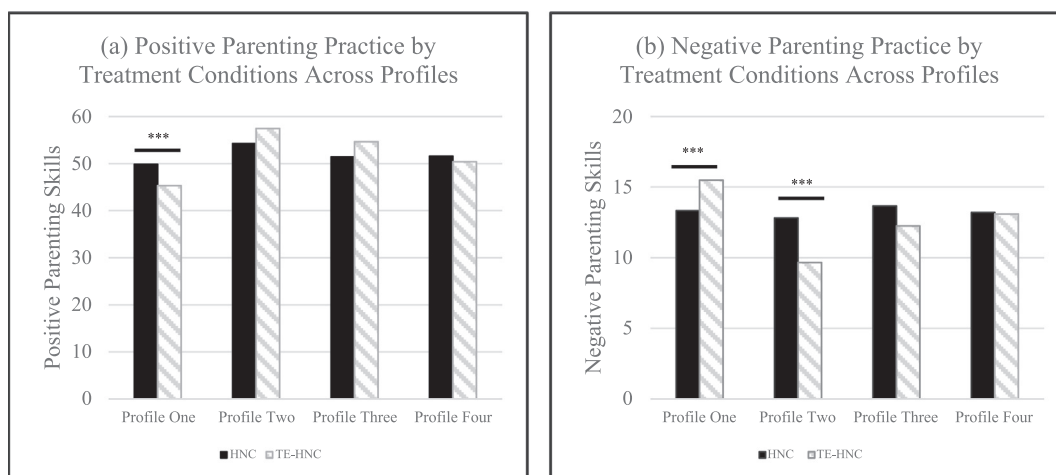 (a) Positive Parenting Practice by
Treatment Conditions Across Profiles
60
50
40
30
20
10
0
Positive Parenting Skills
***
Profile One Profile Two Profile Three Profile Four
HNC TE-HNC
(b) Negative Parenting Practice by
Treatment Conditions Across Profiles
20
15
10
5
0
Negative Parenting Skills
***
***
Profile One Profile Two Profile Three Profile Four
HNC TE-HNC